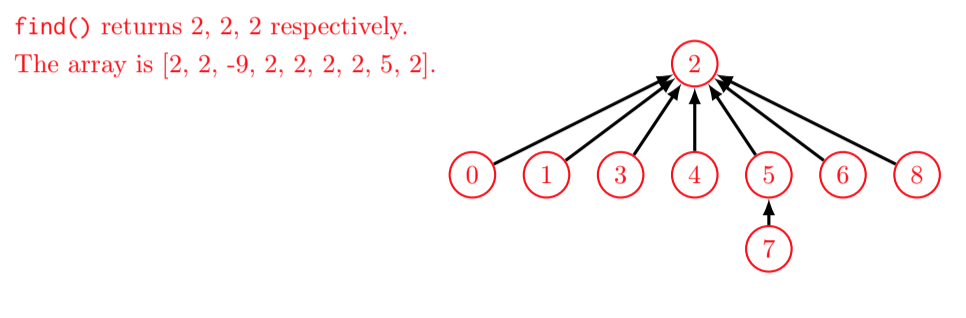 find() returns 2, 2, 2 respectively.
The array is [2, 2, -9, 2, 2, 2, 2, 5, 2].
2
0 1 3 4 5 6 8
7